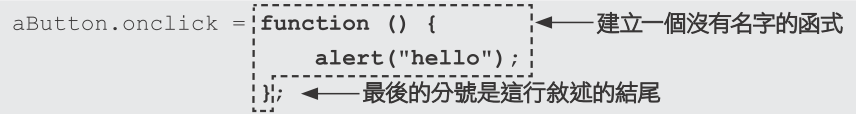 aButton.onclick = function () { 建立一個沒有名字的函式
alert("hello");
}; 最後的分號是這行敘述的結尾